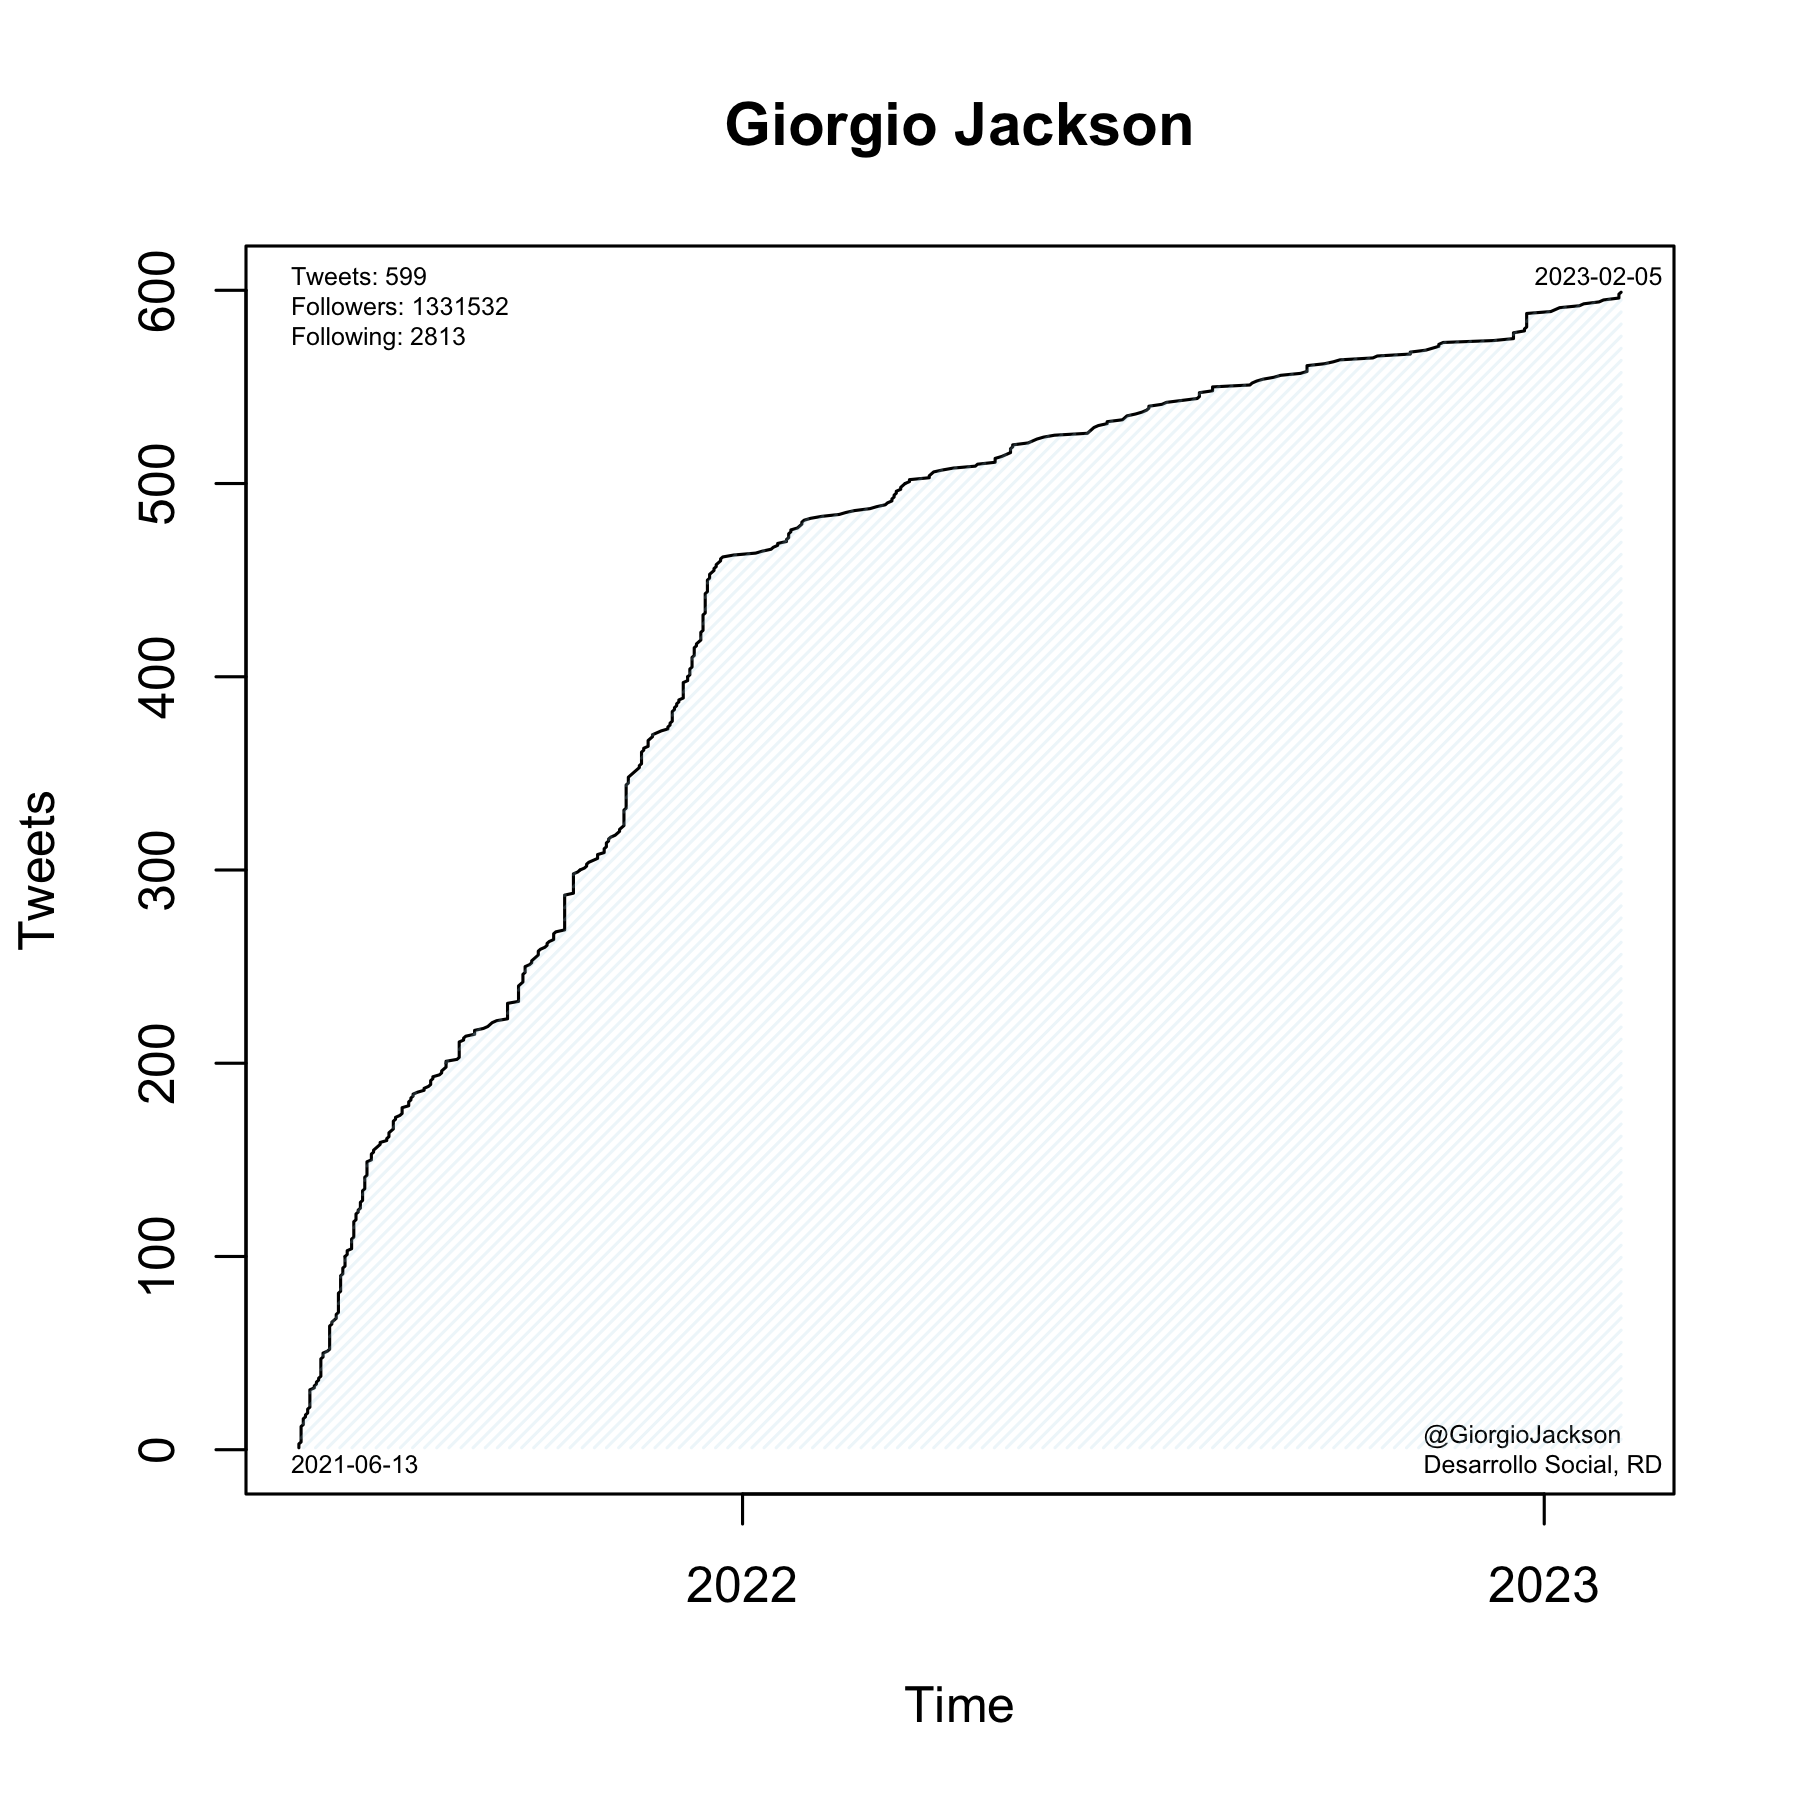 Giorgio Jackson
Tweets: 599
Followers: 1331532
Following: 2813
2023-02-05
600
500
400
300
200
100
0
Tweets
@GiorgioJackson
Desarrollo Social, RD
2021-06-13
2022
2023
Time